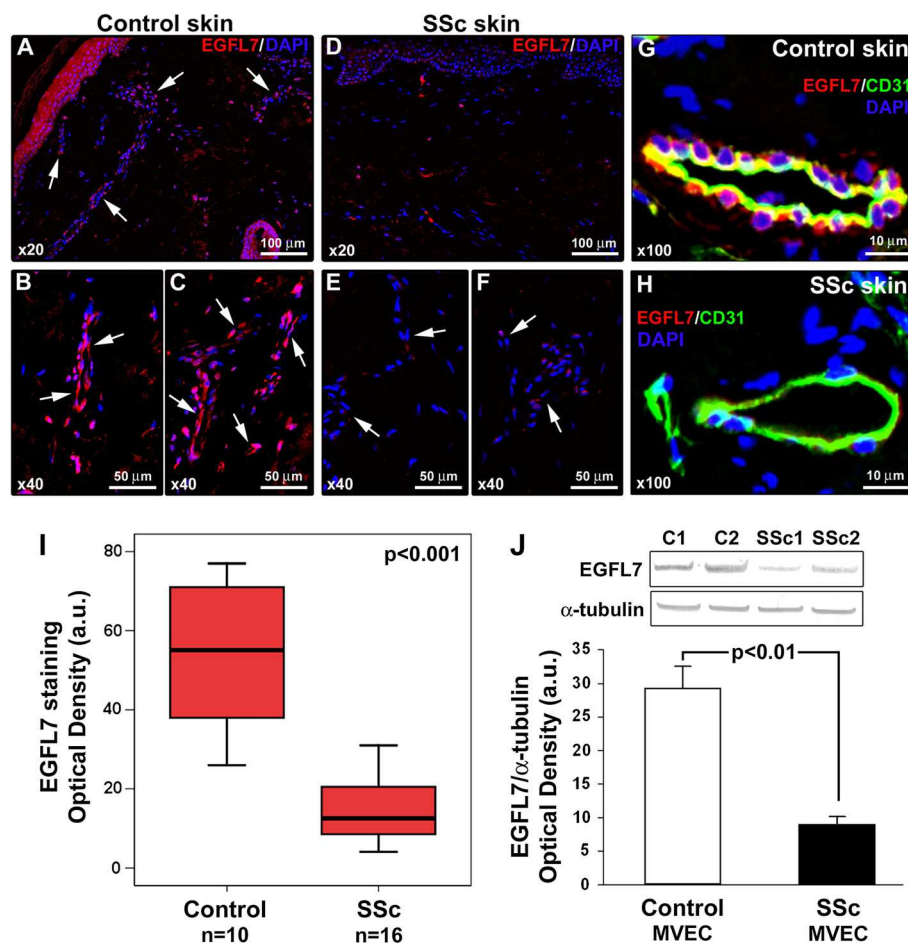 Control skin
SSc skin
A
EGFL7/DAPI
x20
100 μm
D
EGFL7/DAPI
x20
100 μm
G
Control skin
EGFL7/CD31
DAPI
x100
10 μm
B
x40
50 μm
C
50 μm
E
x40
50 μm
F
x40
50 μm
H
SSc skin
EGFL7/CD31
DAPI
x100
10 μm
I
p<0.001
EGFL7 staining
Optical Density (a.u.)
80
60
40
20
0
Control
n=10
SSc
n=16
J
C1 C2 SSc1 SSc2
EGFL7
α-tubulin
p<0.01
EGFL7/α-tubulin
Optical Density (a.u.)
35
30
25
20
15
10
5
0
Control
MVEC
SSc
MVEC